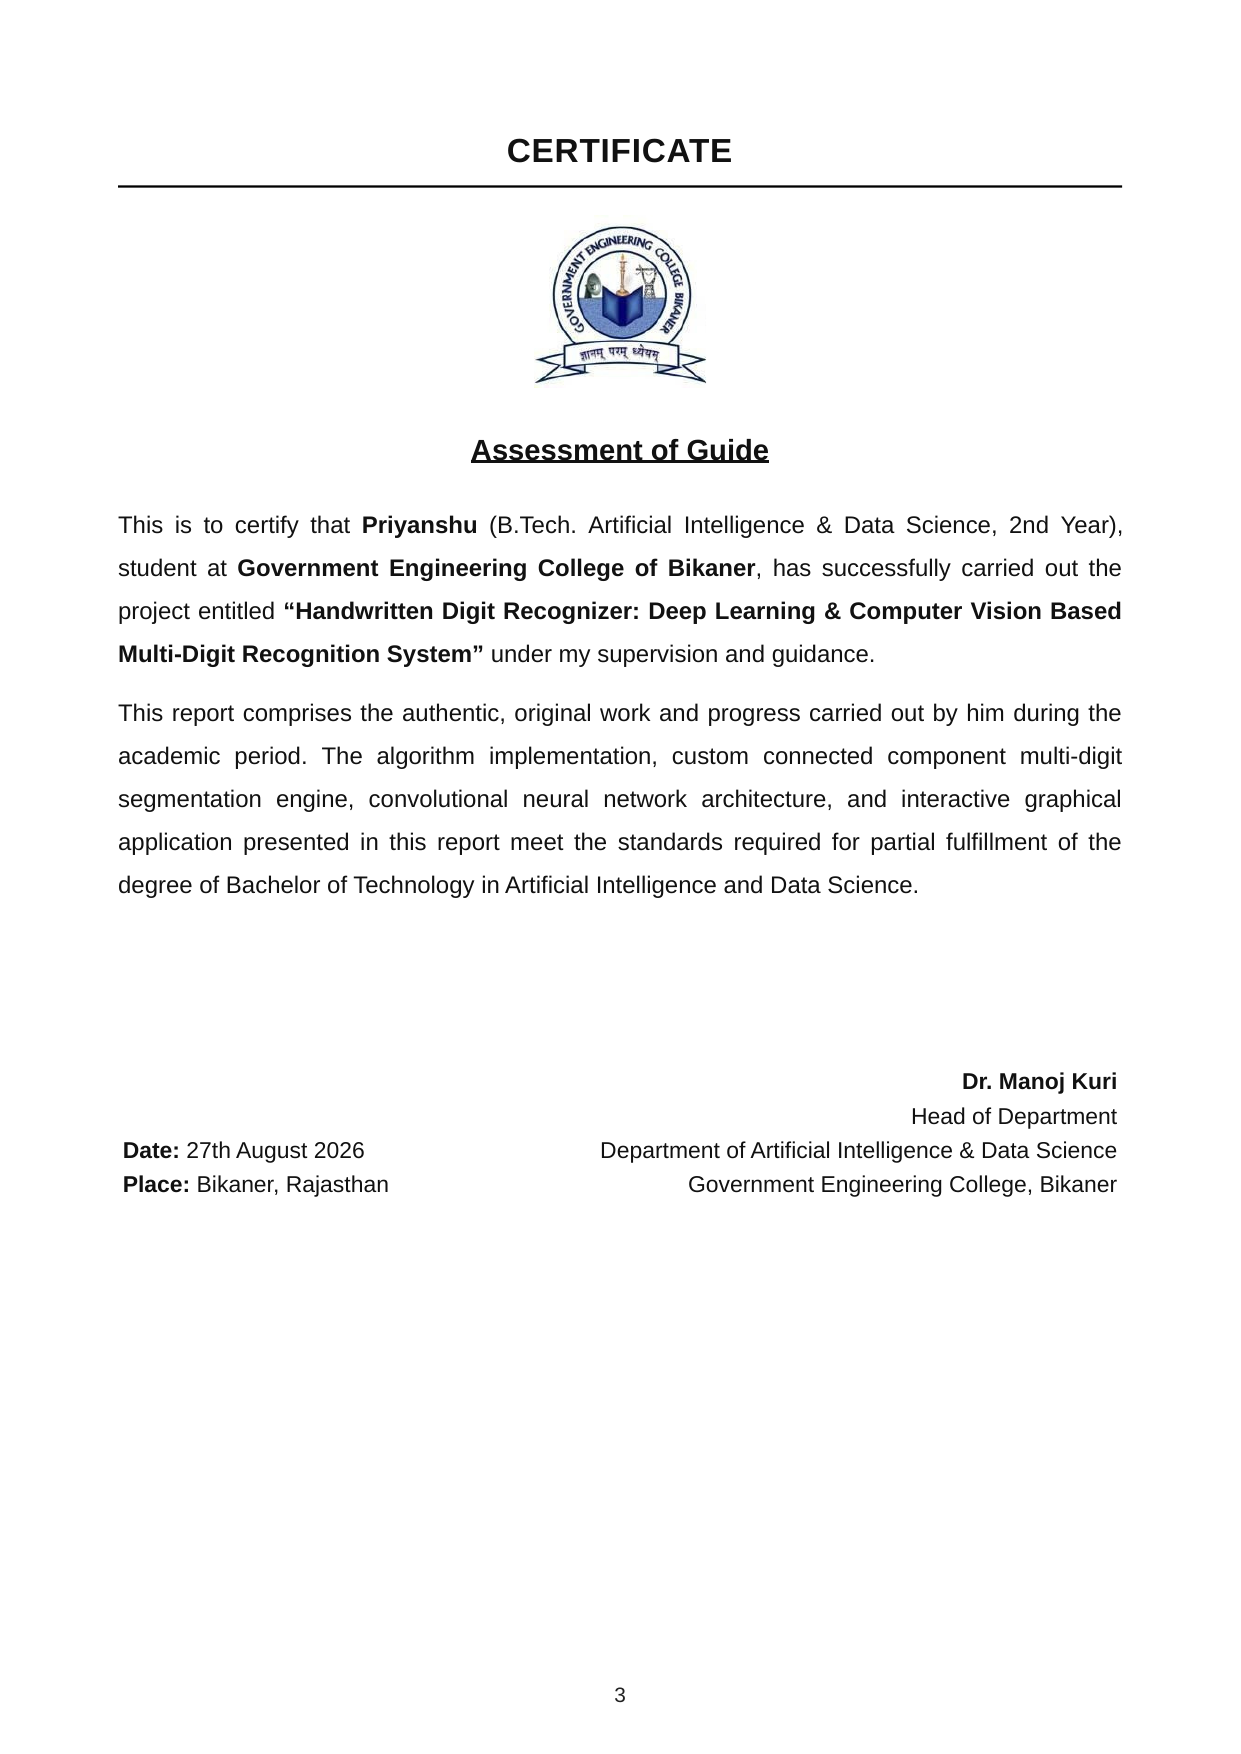 CERTIFICATE
GOVERNMENT ENGINEERING COLLEGE BIKANER
ज्ञानम् परम् ध्येयम्
Assessment of Guide
This is to certify that Priyanshu (B.Tech. Artificial Intelligence & Data Science, 2nd Year),
student at Government Engineering College of Bikaner, has successfully carried out the
project entitled “Handwritten Digit Recognizer: Deep Learning & Computer Vision Based
Multi-Digit Recognition System” under my supervision and guidance.
This report comprises the authentic, original work and progress carried out by him during the
academic period. The algorithm implementation, custom connected component multi-digit
segmentation engine, convolutional neural network architecture, and interactive graphical
application presented in this report meet the standards required for partial fulfillment of the
degree of Bachelor of Technology in Artificial Intelligence and Data Science.
Dr. Manoj Kuri
Head of Department
Date: 27th August 2026 Department of Artificial Intelligence & Data Science
Place: Bikaner, Rajasthan Government Engineering College, Bikaner
3